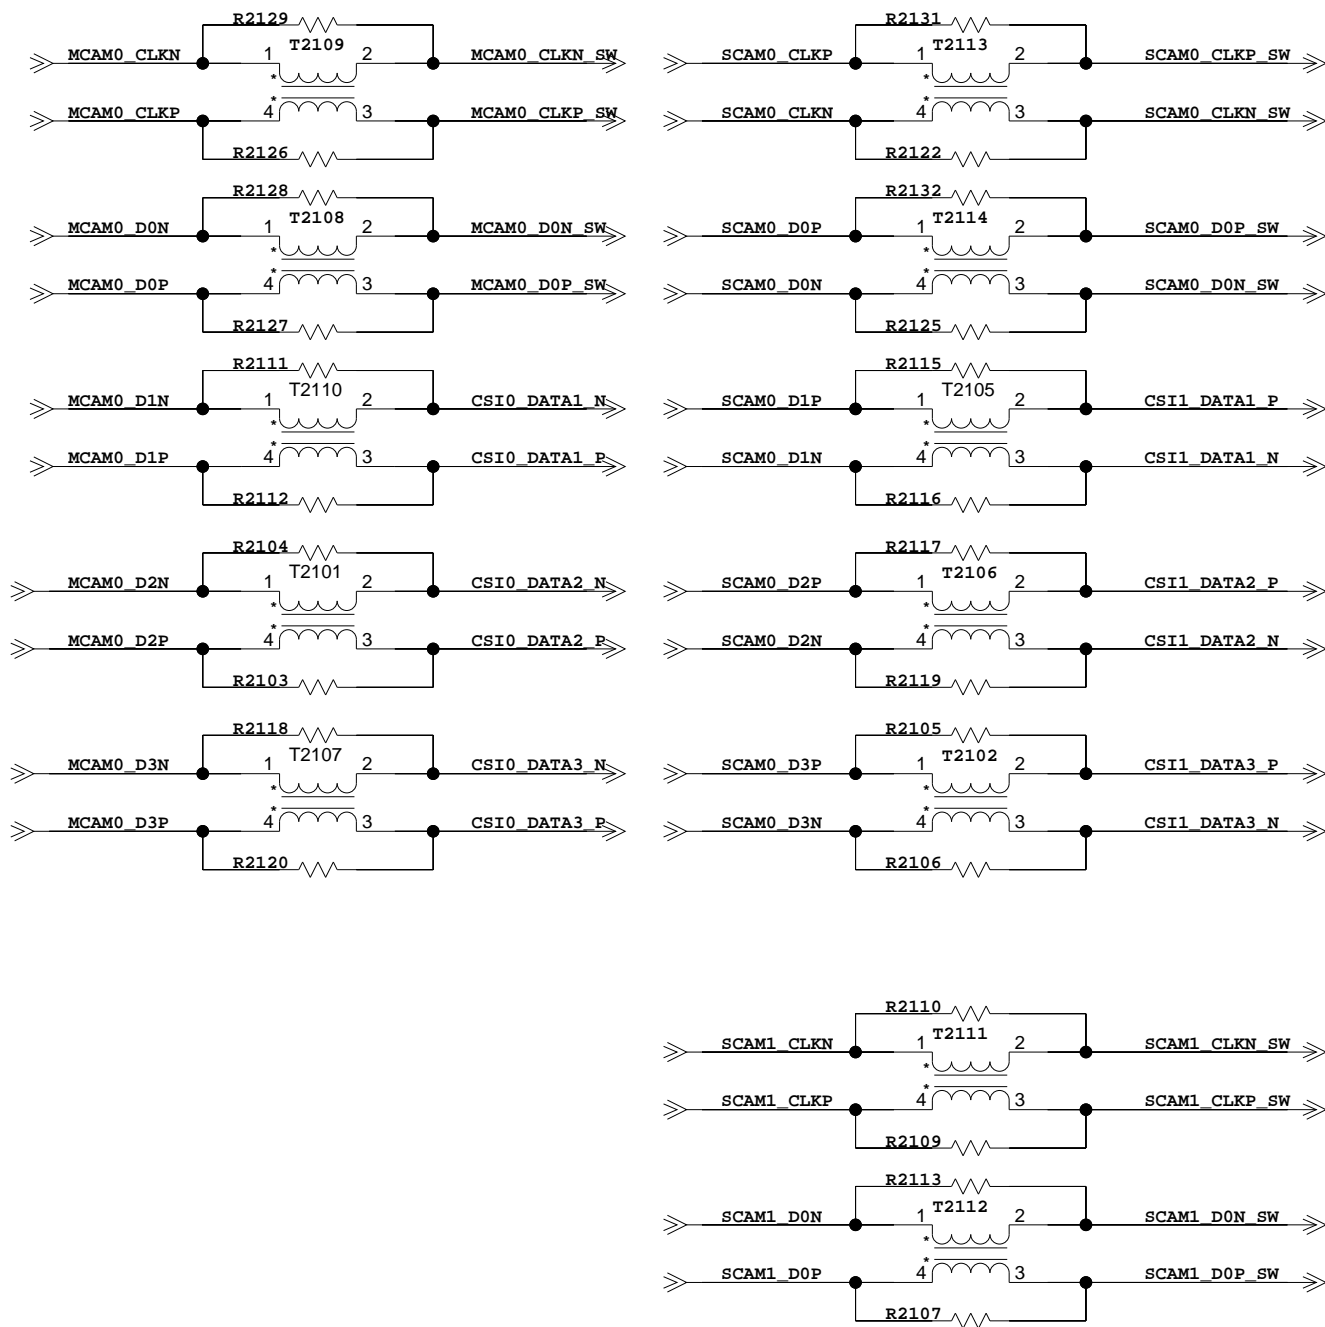 R2129
T2109
MCAM0_CLKN 1 2 MCAM0_CLKN_SW
*
*
MCAM0_CLKP 4 3 MCAM0_CLKP_SW
R2126
R2128
T2108
MCAM0_D0N 1 2 MCAM0_D0N_SW
*
*
MCAM0_D0P 4 3 MCAM0_D0P_SW
R2127
R2111
T2110
MCAM0_D1N 1 2 CSI0_DATA1_N
*
*
MCAM0_D1P 4 3 CSI0_DATA1_P
R2112
R2104
T2101
MCAM0_D2N 1 2 CSI0_DATA2_N
*
*
MCAM0_D2P 4 3 CSI0_DATA2_P
R2103
R2118
T2107
MCAM0_D3N 1 2 CSI0_DATA3_N
*
*
MCAM0_D3P 4 3 CSI0_DATA3_P
R2120
R2131
T2113
SCAM0_CLKP 1 2 SCAM0_CLKP_SW
*
*
SCAM0_CLKN 4 3 SCAM0_CLKN_SW
R2122
R2132
T2114
SCAM0_D0P 1 2 SCAM0_D0P_SW
*
*
SCAM0_D0N 4 3 SCAM0_D0N_SW
R2125
R2115
T2105
SCAM0_D1P 1 2 CSI1_DATA1_P
*
*
SCAM0_D1N 4 3 CSI1_DATA1_N
R2116
R2117
T2106
SCAM0_D2P 1 2 CSI1_DATA2_P
*
*
SCAM0_D2N 4 3 CSI1_DATA2_N
R2119
R2105
T2102
SCAM0_D3P 1 2 CSI1_DATA3_P
*
*
SCAM0_D3N 4 3 CSI1_DATA3_N
R2106
R2110
T2111
SCAM1_CLKN 1 2 SCAM1_CLKN_SW
*
*
SCAM1_CLKP 4 3 SCAM1_CLKP_SW
R2109
R2113
T2112
SCAM1_D0N 1 2 SCAM1_D0N_SW
*
*
SCAM1_D0P 4 3 SCAM1_D0P_SW
R2107